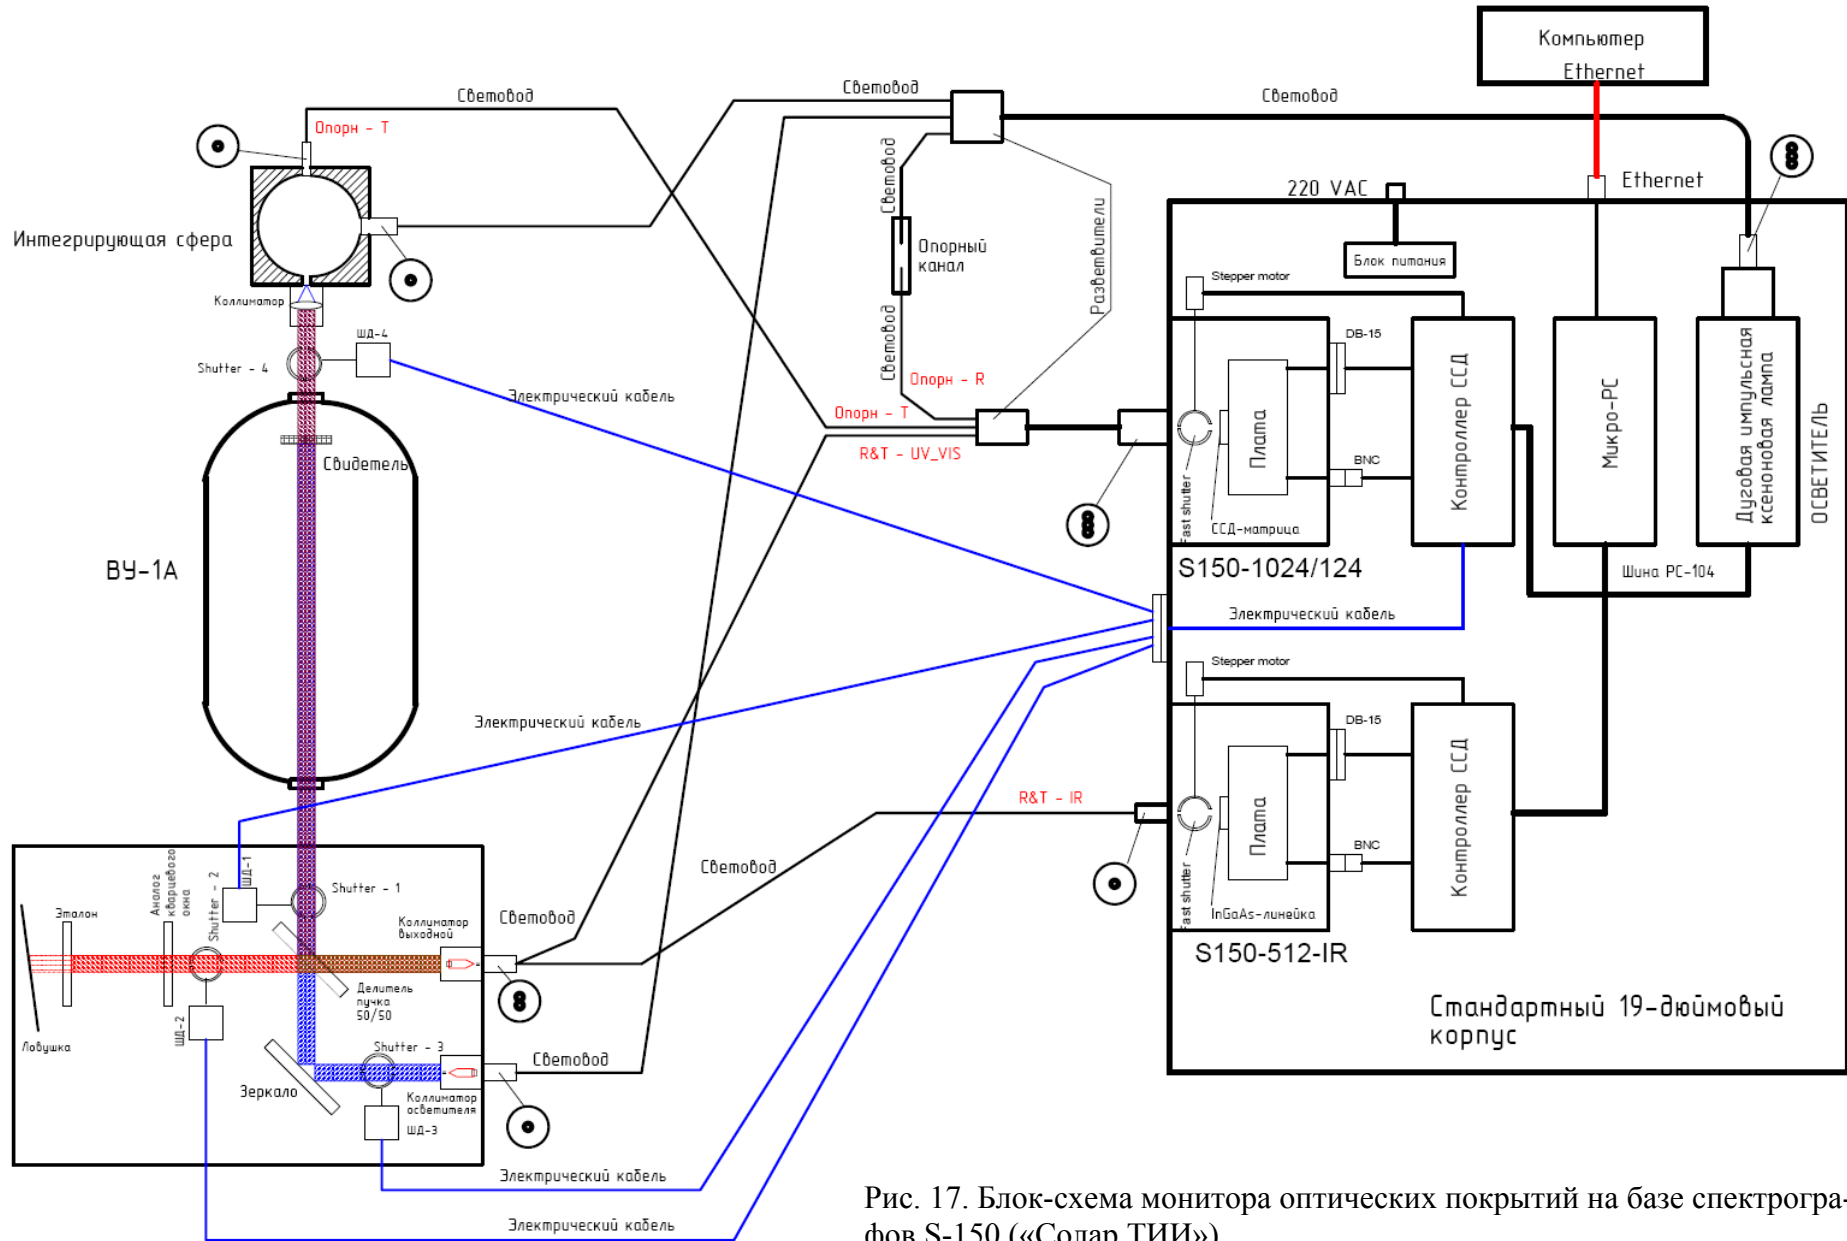 Компьютер
Ethernet
Световод
Световод
Световод
Опорн - Т
Ethernet
220 VAC
Интегрирующая сфера
Световод
Опорный
канал
Разветвители
Блок питания
Stepper motor
Коллиматор
ШД-4
Shutter - 4
Световод
Опорн - R
Электрический кабель
Опорн - Т
R&T - UV_VIS
DB-15
BNC
Плата
Fast shutter
ССД-матрица
Контроллер ССД
Микро-РС
Дуговая импульсная
ксеноновая лампа
ОСВЕТИТЕЛЬ
Свидетель
ВУ-1А
S150-1024/124
Шина РС-104
Электрический кабель
Stepper motor
Электрический кабель
DB-15
BNC
Плата
Fast shutter
InGaAs-линейка
Контроллер ССД
R&T - IR
S150-512-IR
Световод
Эталон
Аналог
кварцевого
окна
Shutter - 2
ШД-1
Shutter - 1
Коллиматор
выходной
Световод
Делитель
пучка
50/50
ШД-2
Ловушка
Shutter - 3
Зеркало
Коллиматор
осветителя
ШД-3
Световод
Стандартный 19-дюймовый
корпус
Электрический кабель
Электрический кабель
Рис. 17. Блок-схема монитора оптических покрытий на базе спектрогра-
фов S-150 («Солар ТИИ»)